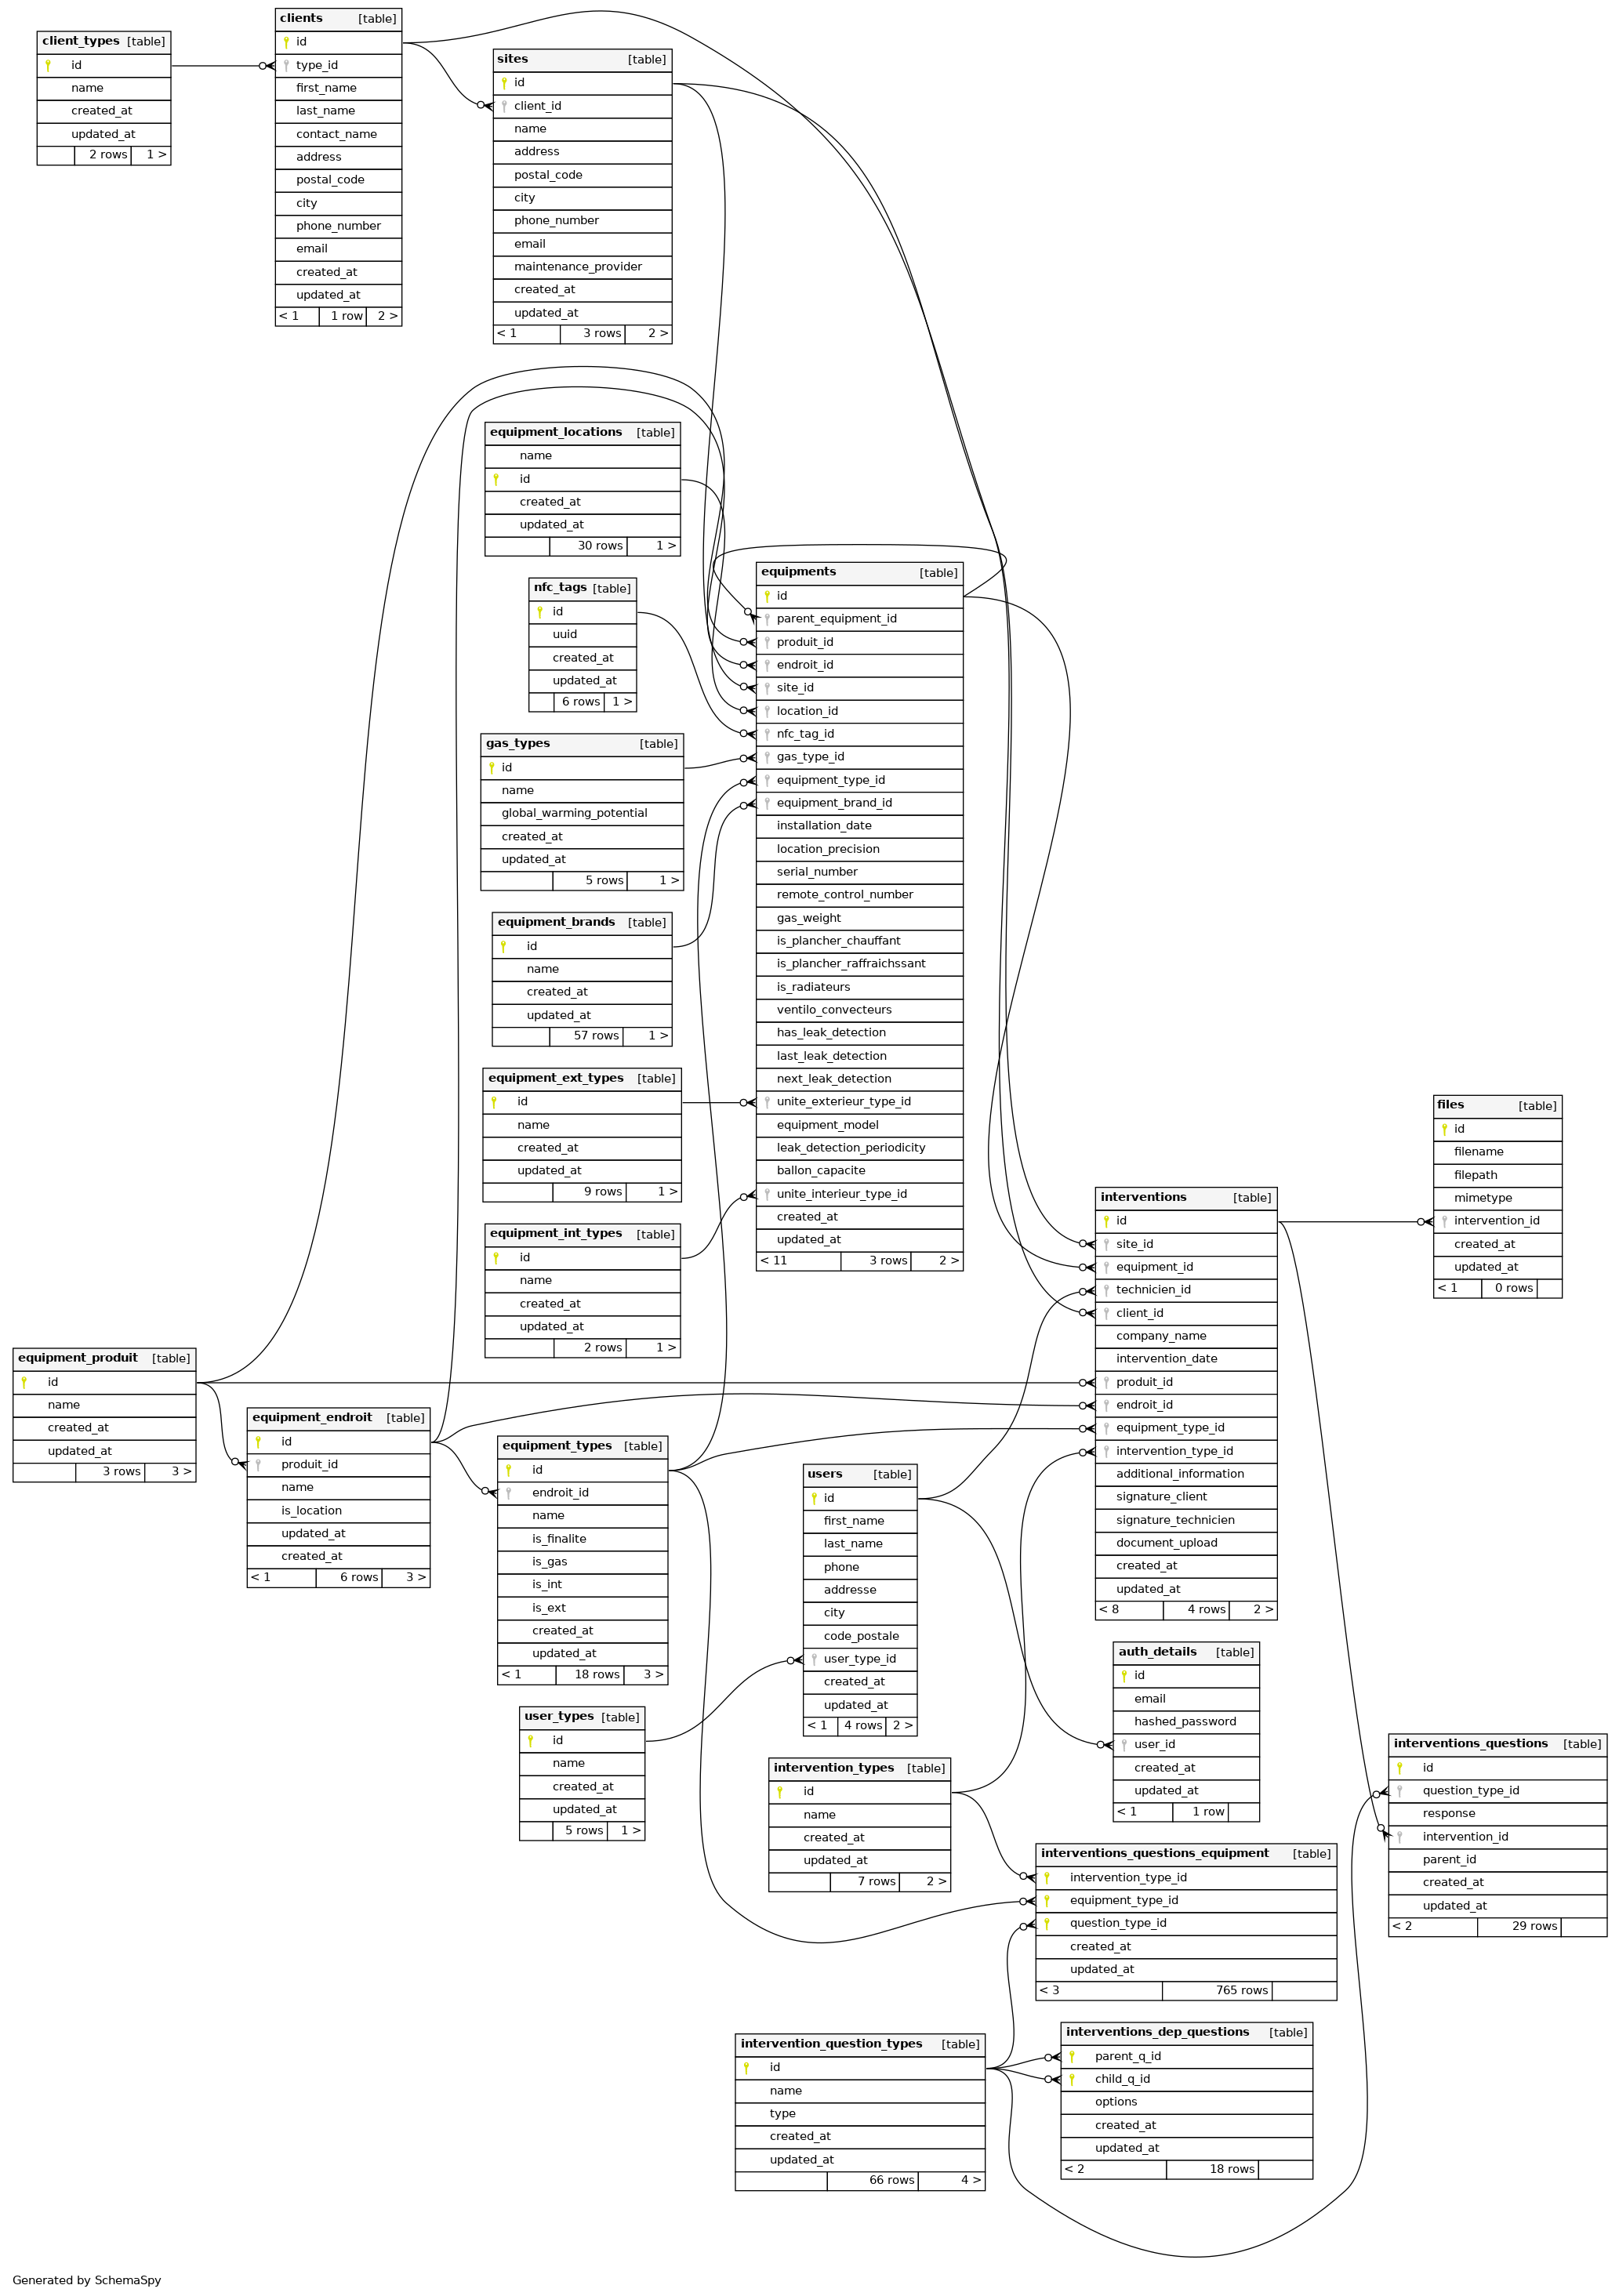 client_types [table]
id
name
created_at
updated_at
2 rows 1 >
clients [table]
id
type_id
first_name
last_name
contact_name
address
postal_code
city
phone_number
email
created_at
updated_at
< 1 1 row 2 >
sites [table]
id
client_id
name
address
postal_code
city
phone_number
email
maintenance_provider
created_at
updated_at
< 1 3 rows 2 >
equipment_locations [table]
name
id
created_at
updated_at
30 rows 1 >
nfc_tags [table]
id
uuid
created_at
updated_at
6 rows 1 >
gas_types [table]
id
name
global_warming_potential
created_at
updated_at
5 rows 1 >
equipment_brands [table]
id
name
created_at
updated_at
57 rows 1 >
equipment_ext_types [table]
id
name
created_at
updated_at
9 rows 1 >
equipment_int_types [table]
id
name
created_at
updated_at
2 rows 1 >
equipments [table]
id
parent_equipment_id
produit_id
endroit_id
site_id
location_id
nfc_tag_id
gas_type_id
equipment_type_id
equipment_brand_id
installation_date
location_precision
serial_number
remote_control_number
gas_weight
is_plancher_chauffant
is_plancher_raffraichssant
is_radiateurs
ventilo_convecteurs
has_leak_detection
last_leak_detection
next_leak_detection
unite_exterieur_type_id
equipment_model
leak_detection_periodicity
ballon_capacite
unite_interieur_type_id
created_at
updated_at
< 11 3 rows 2 >
files [table]
id
filename
filepath
mimetype
intervention_id
created_at
updated_at
< 1 0 rows
interventions [table]
id
site_id
equipment_id
technicien_id
client_id
company_name
intervention_date
produit_id
endroit_id
equipment_type_id
intervention_type_id
additional_information
signature_client
signature_technicien
document_upload
created_at
updated_at
< 8 4 rows 2 >
equipment_produit [table]
id
name
created_at
updated_at
3 rows 3 >
equipment_endroit [table]
id
produit_id
name
is_location
updated_at
created_at
< 1 6 rows 3 >
equipment_types [table]
id
endroit_id
name
is_finalite
is_gas
is_int
is_ext
created_at
updated_at
< 1 18 rows 3 >
users [table]
id
first_name
last_name
phone
addresse
city
code_postale
user_type_id
created_at
updated_at
< 1 4 rows 2 >
user_types [table]
id
name
created_at
updated_at
5 rows 1 >
auth_details [table]
id
email
hashed_password
user_id
created_at
updated_at
< 1 1 row
intervention_types [table]
id
name
created_at
updated_at
7 rows 2 >
interventions_questions [table]
id
question_type_id
response
intervention_id
parent_id
created_at
updated_at
< 2 29 rows
interventions_questions_equipment [table]
intervention_type_id
equipment_type_id
question_type_id
created_at
updated_at
< 3 765 rows
intervention_question_types [table]
id
name
type
created_at
updated_at
66 rows 4 >
interventions_dep_questions [table]
parent_q_id
child_q_id
options
created_at
updated_at
< 2 18 rows
Generated by SchemaSpy